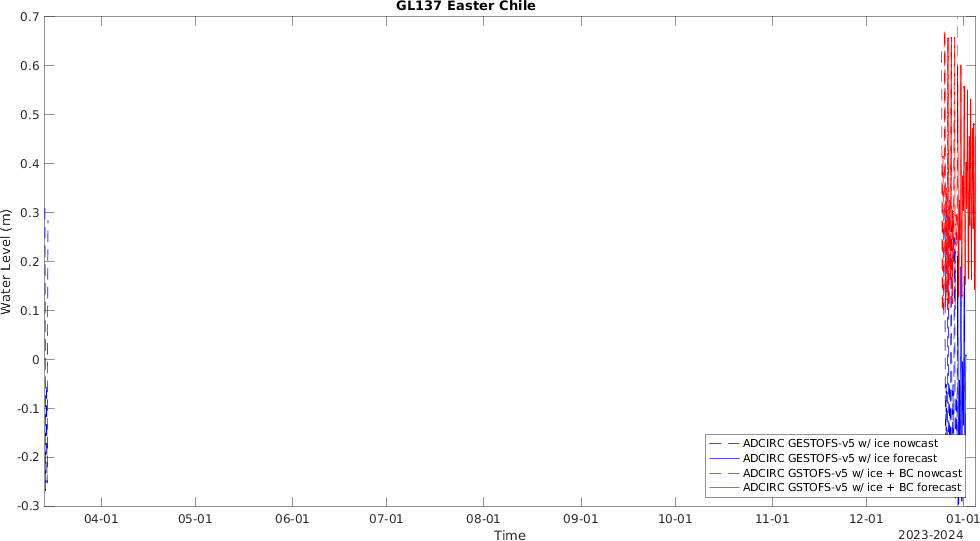 GL137 Easter Chile
0.7
0.6
0.5
0.4
0.3
0.2
0.1
0
-0.1
-0.2
-0.3
Water Level (m)
ADCIRC GESTOFS-v5 w/ ice nowcast
ADCIRC GESTOFS-v5 w/ ice forecast
ADCIRC GSTOFS-v5 w/ ice + BC nowcast
ADCIRC GSTOFS-v5 w/ ice + BC forecast
04-01 05-01 06-01 07-01 08-01 09-01 10-01 11-01 12-01 01-01
Time
2023-2024